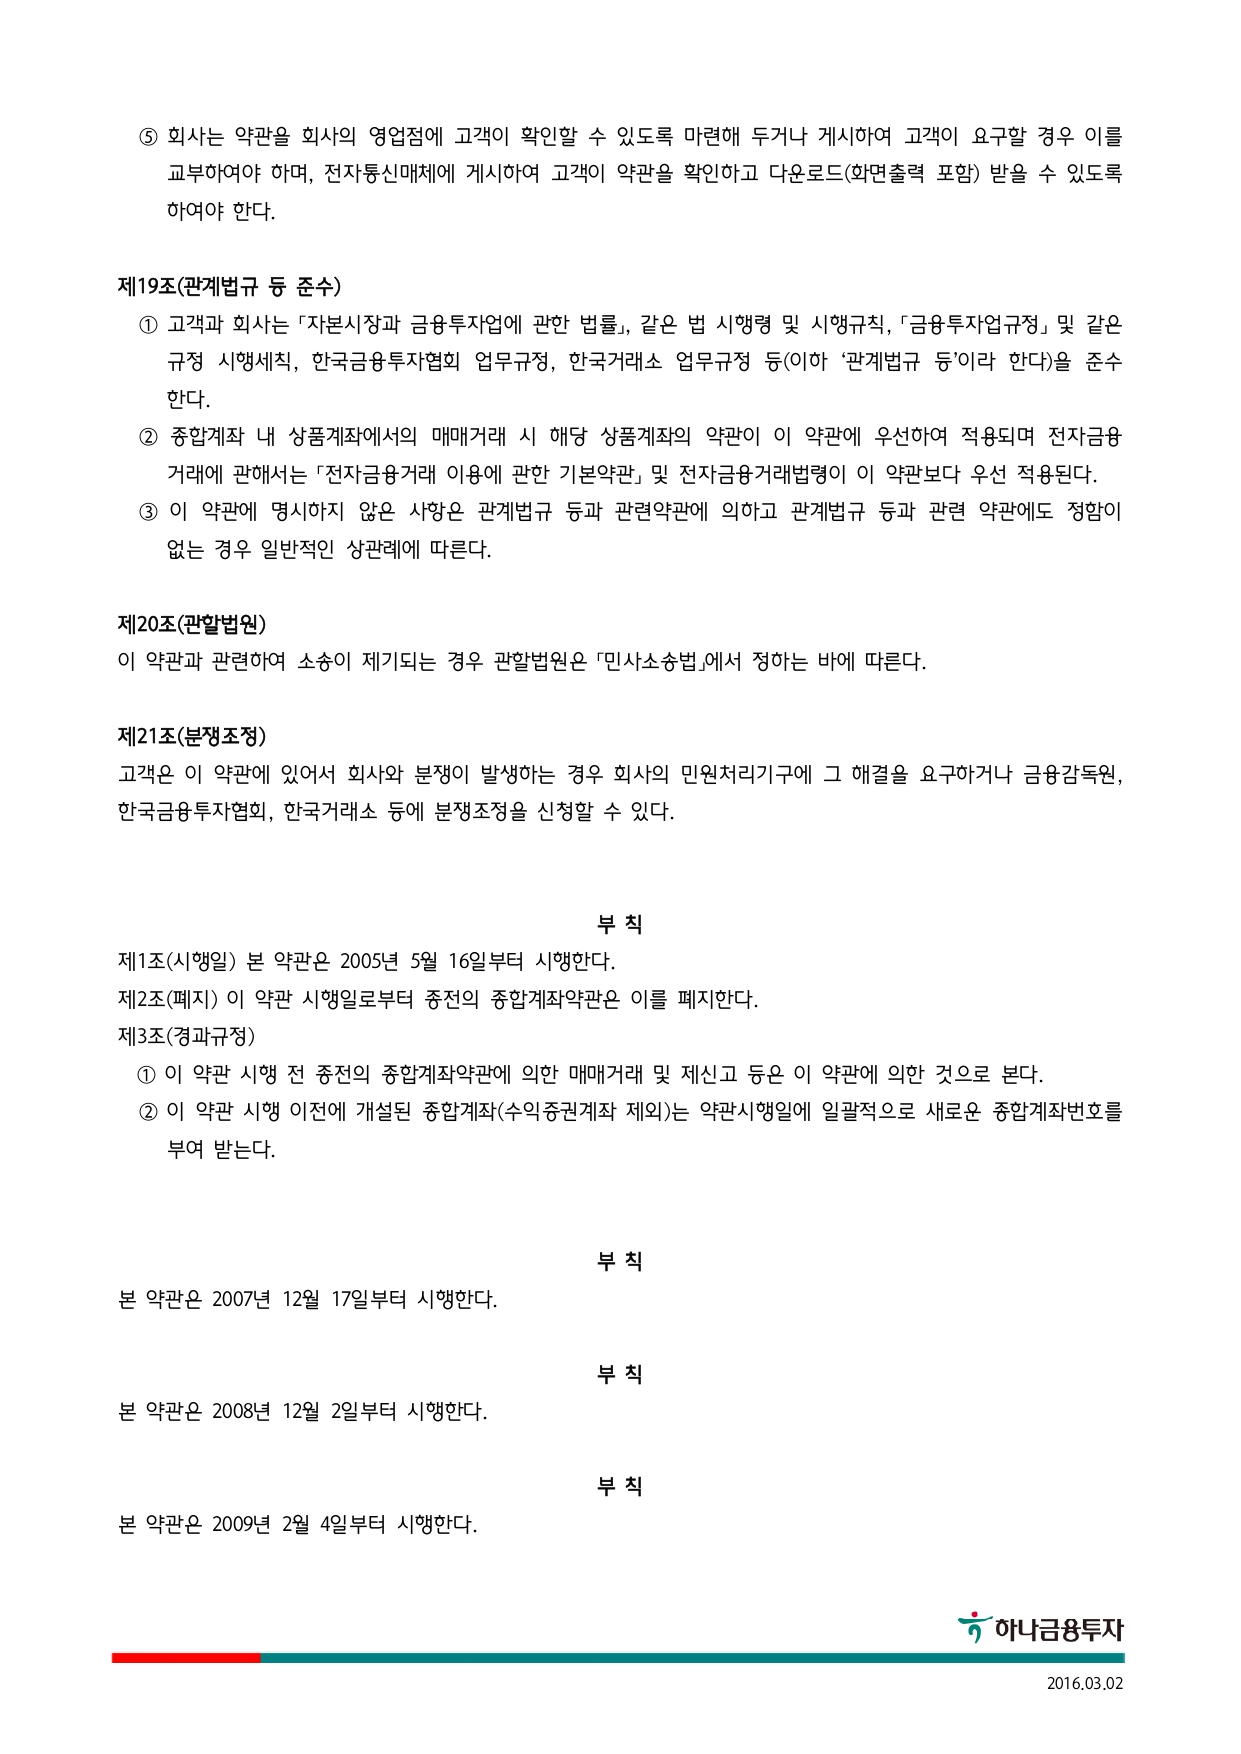 ⑤ 회사는 약관을 회사의 영업점에 고객이 확인할 수 있도록 마련해 두거나 게시하여 고객이 요구할 경우 이를
교부하여야 하며, 전자통신매체에 게시하여 고객이 약관을 확인하고 다운로드(화면출력 포함) 받을 수 있도록
하여야 한다.
제19조(관계법규 등 준수)
① 고객과 회사는 「자본시장과 금융투자업에 관한 법률」, 같은 법 시행령 및 시행규칙, 「금융투자업규정」 및 같은
규정 시행세칙, 한국금융투자협회 업무규정, 한국거래소 업무규정 등(이하 ‘관계법규 등’이라 한다)을 준수
한다.
② 종합계좌 내 상품계좌에서의 매매거래 시 해당 상품계좌의 약관이 이 약관에 우선하여 적용되며 전자금융
거래에 관해서는 「전자금융거래 이용에 관한 기본약관」 및 전자금융거래법령이 이 약관보다 우선 적용된다.
③ 이 약관에 명시하지 않은 사항은 관계법규 등과 관련약관에 의하고 관계법규 등과 관련 약관에도 정함이
없는 경우 일반적인 상관례에 따른다.
제20조(관할법원)
이 약관과 관련하여 소송이 제기되는 경우 관할법원은 「민사소송법」에서 정하는 바에 따른다.
제21조(분쟁조정)
고객은 이 약관에 있어서 회사와 분쟁이 발생하는 경우 회사의 민원처리기구에 그 해결을 요구하거나 금융감독원,
한국금융투자협회, 한국거래소 등에 분쟁조정을 신청할 수 있다.
부 칙
제1조(시행일) 본 약관은 2005년 5월 16일부터 시행한다.
제2조(폐지) 이 약관 시행일로부터 종전의 종합계좌약관은 이를 폐지한다.
제3조(경과규정)
① 이 약관 시행 전 종전의 종합계좌약관에 의한 매매거래 및 제신고 등은 이 약관에 의한 것으로 본다.
② 이 약관 시행 이전에 개설된 종합계좌(수익증권계좌 제외)는 약관시행일에 일괄적으로 새로운 종합계좌번호를
부여 받는다.
부 칙
본 약관은 2007년 12월 17일부터 시행한다.
부 칙
본 약관은 2008년 12월 2일부터 시행한다.
부 칙
본 약관은 2009년 2월 4일부터 시행한다.
하나금융투자
2016.03.02